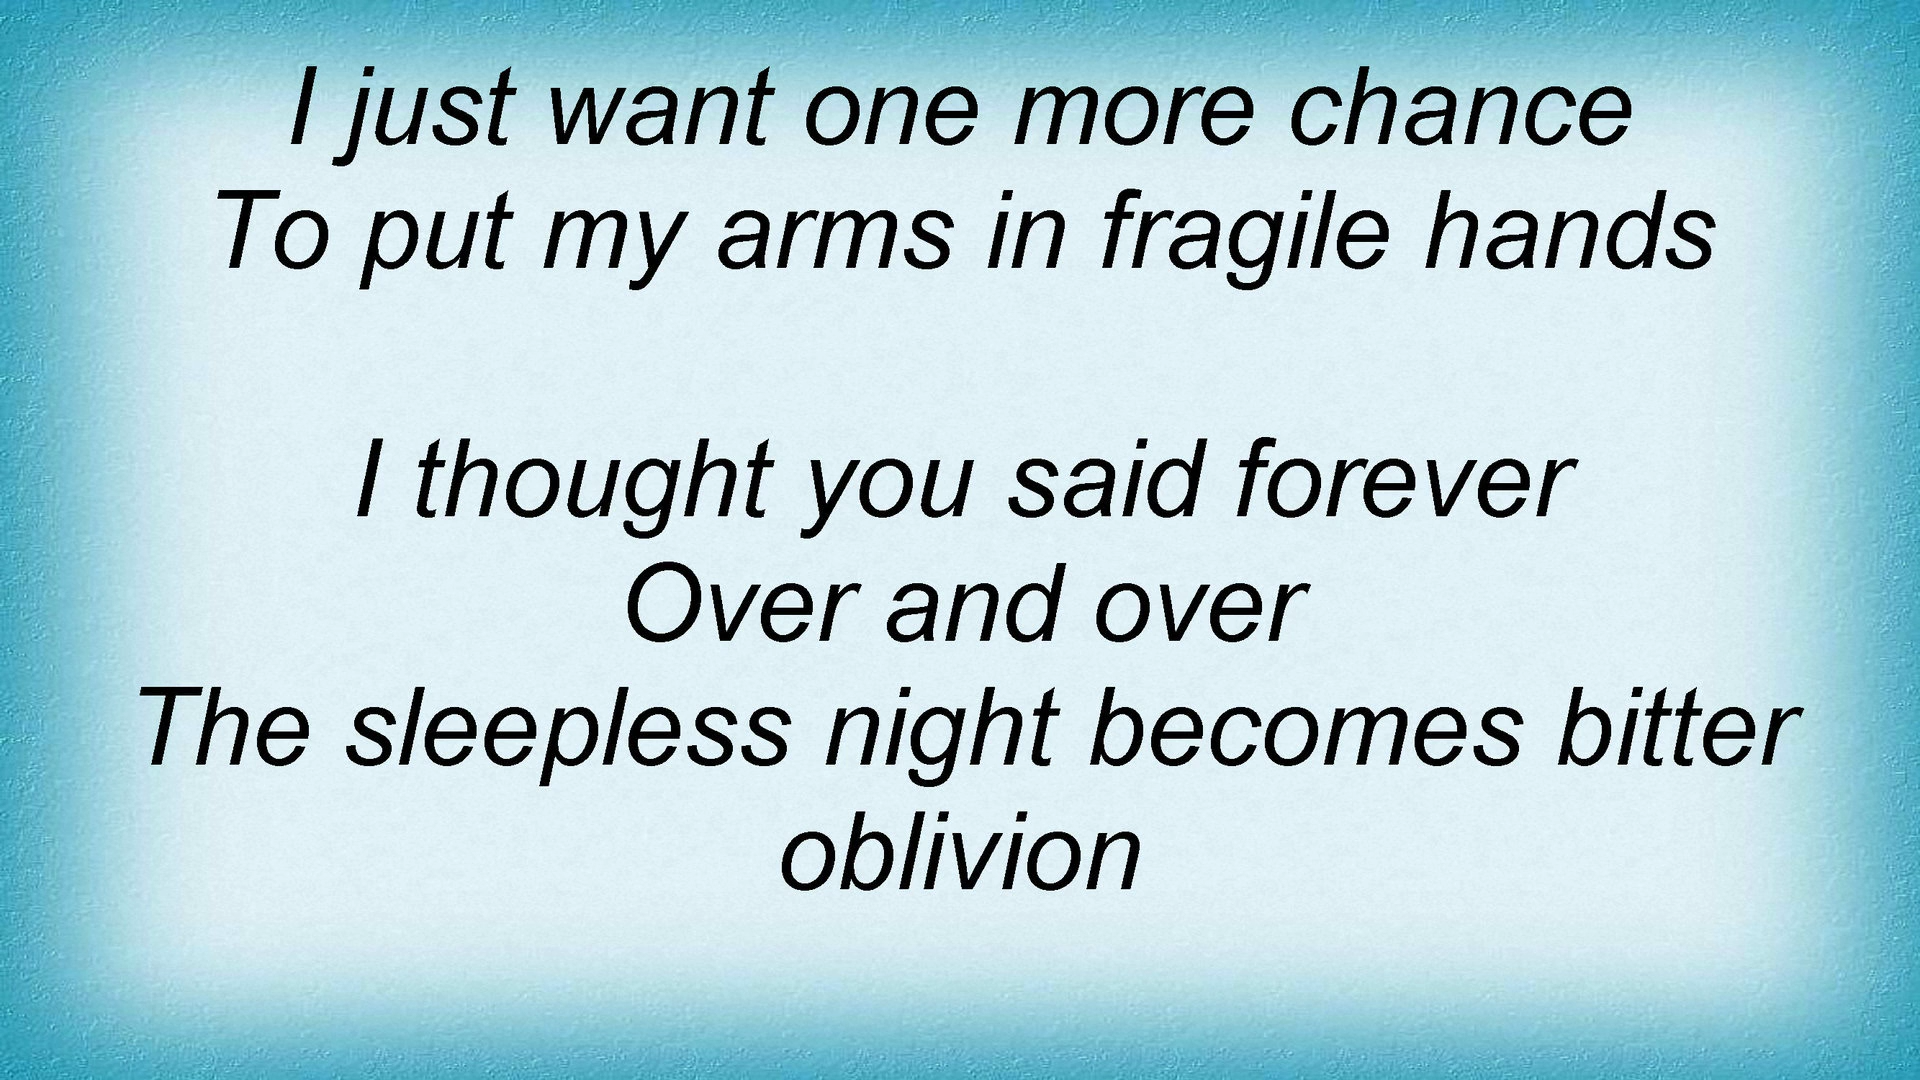 I just want one more chance
To put my arms in fragile hands
I thought you said forever
Over and over
The sleepless night becomes bitter
oblivion